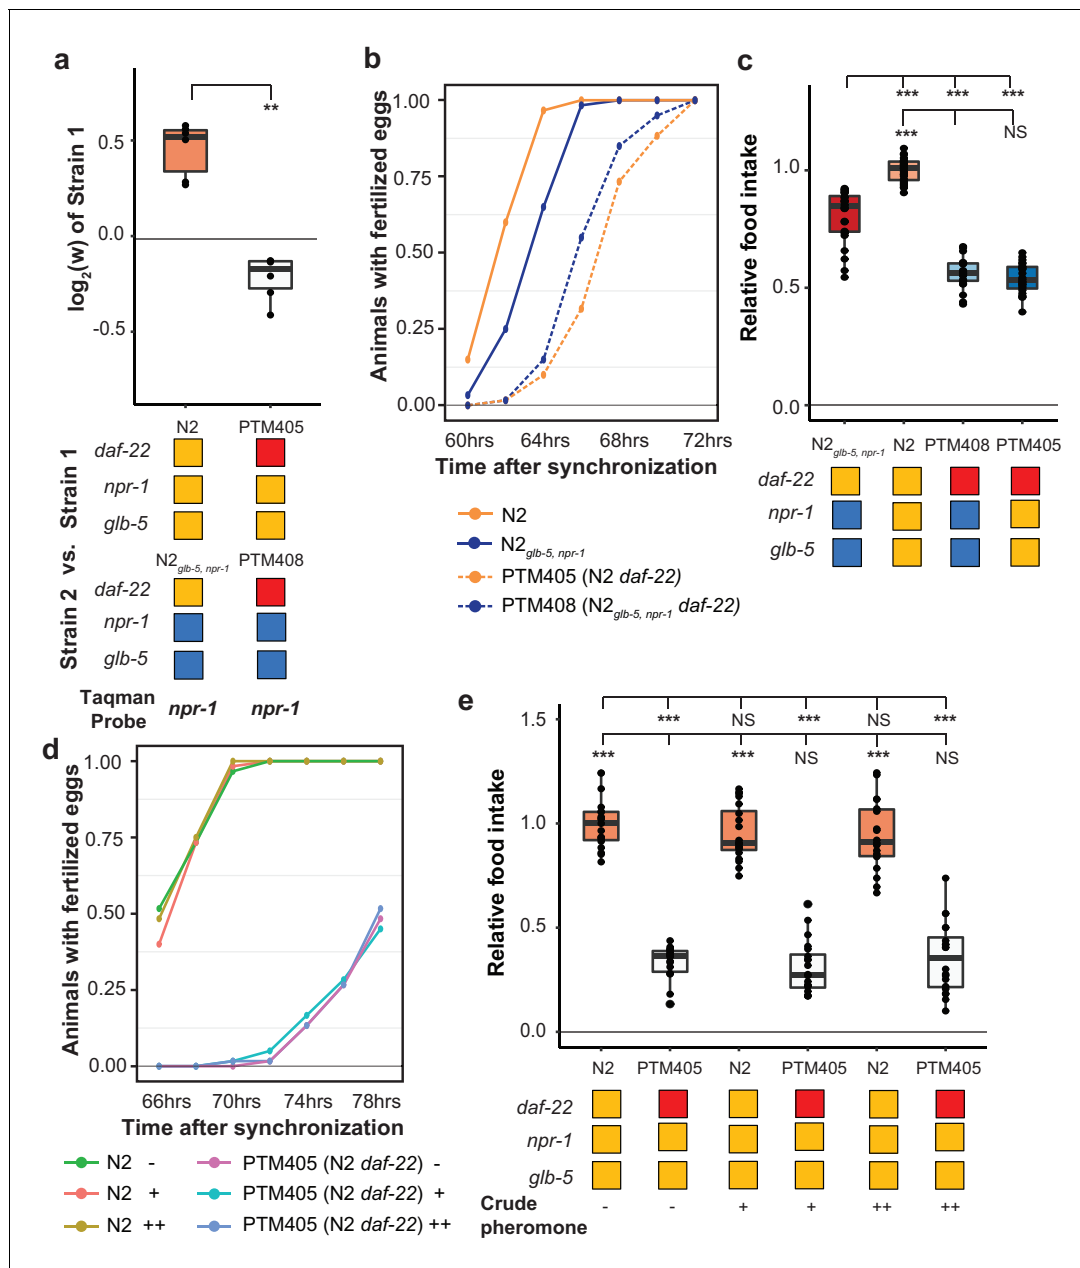 a
log2(w) of Strain 1
0.5
0.0
-0.5
**
N2 PTM405
daf-22
npr-1
glb-5
Strain 2 vs. Strain 1
N2glb-5, npr-1 PTM408
daf-22
npr-1
glb-5
Taqman
Probe
npr-1 npr-1
b
Animals with fertilized eggs
1.00
0.75
0.50
0.25
0.00
60hrs 64hrs 68hrs 72hrs
Time after synchronization
N2
N2glb-5, npr-1
PTM405 (N2 daf-22)
PTM408 (N2glb-5, npr-1 daf-22)
c
Relative food intake
*** *** ***
*** NS
1.0
0.5
0.0
N2glb-5, npr-1 N2 PTM408 PTM405
daf-22
npr-1
glb-5
d
Animals with fertilized eggs
1.00
0.75
0.50
0.25
0.00
66hrs 70hrs 74hrs 78hrs
Time after synchronization
N2 -
N2 +
N2 ++
PTM405 (N2 daf-22) -
PTM405 (N2 daf-22) +
PTM405 (N2 daf-22) ++
e
Relative food intake
*** NS *** NS ***
*** *** NS *** NS
1.5
1.0
0.5
0.0
N2 PTM405 N2 PTM405 N2 PTM405
daf-22
npr-1
glb-5
Crude
pheromone
- - + + ++ ++